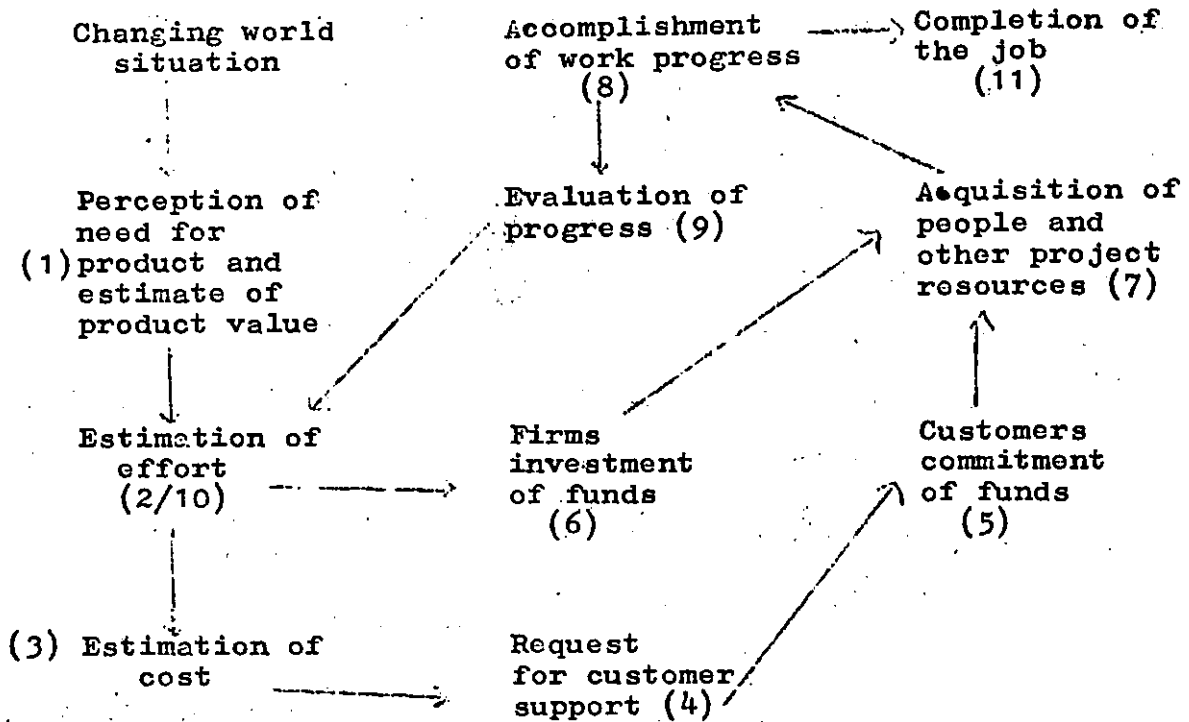 Changing world
situation
Accomplishment
of work progress
(8)
Completion of
the job
(11)
Perception of
need for
(1) product and
estimate of
product value
Evaluation of
progress (9)
Acquisition of
people and
other project
resources (7)
Estimation of
effort
(2/10)
Firms
investment
of funds
(6)
Customers
commitment
of funds
(5)
(3) Estimation of
cost
Request
for customer
support (4)